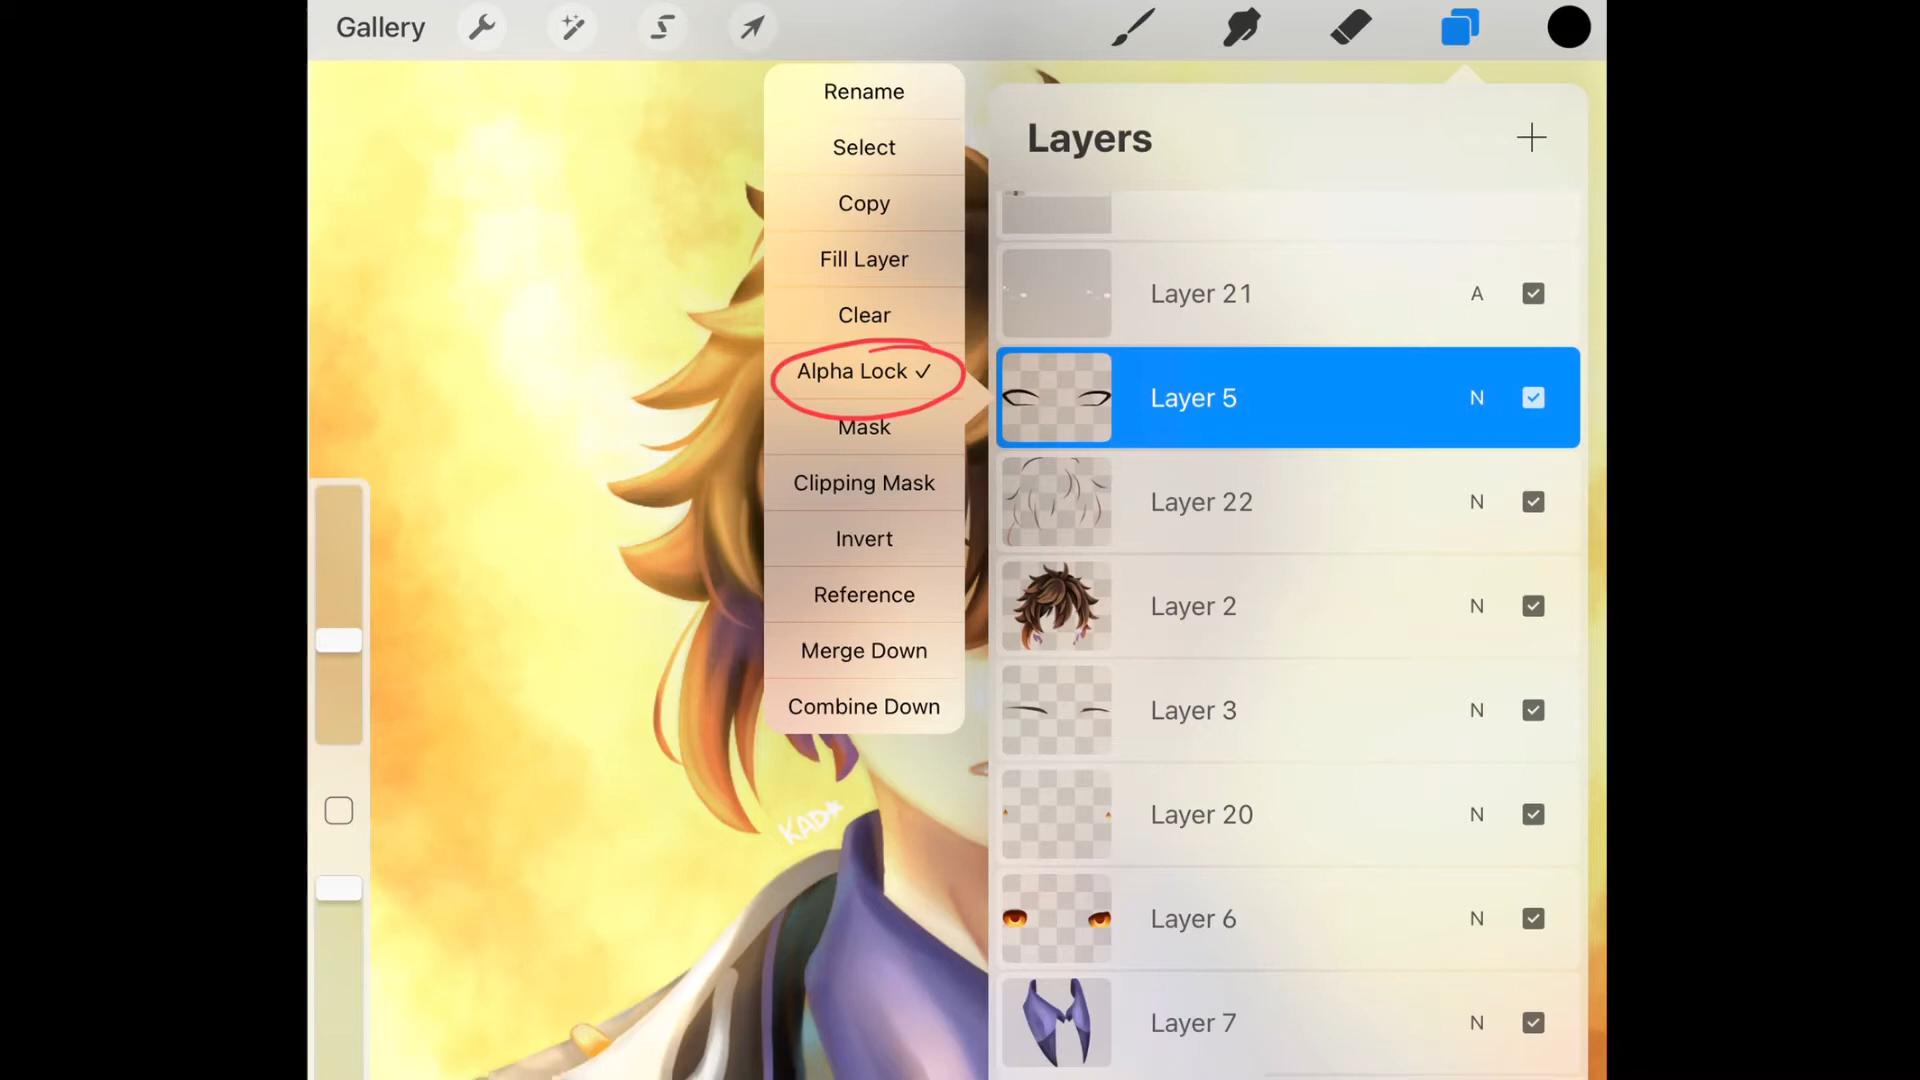 Gallery
Rename
Select
Copy
Fill Layer
Clear
Alpha Lock ✓
Mask
Clipping Mask
Invert
Reference
Merge Down
Combine Down
Layers
Layer 21 A
Layer 5 N
Layer 22 N
Layer 2 N
Layer 3 N
Layer 20 N
Layer 6 N
Layer 7 N
KADA